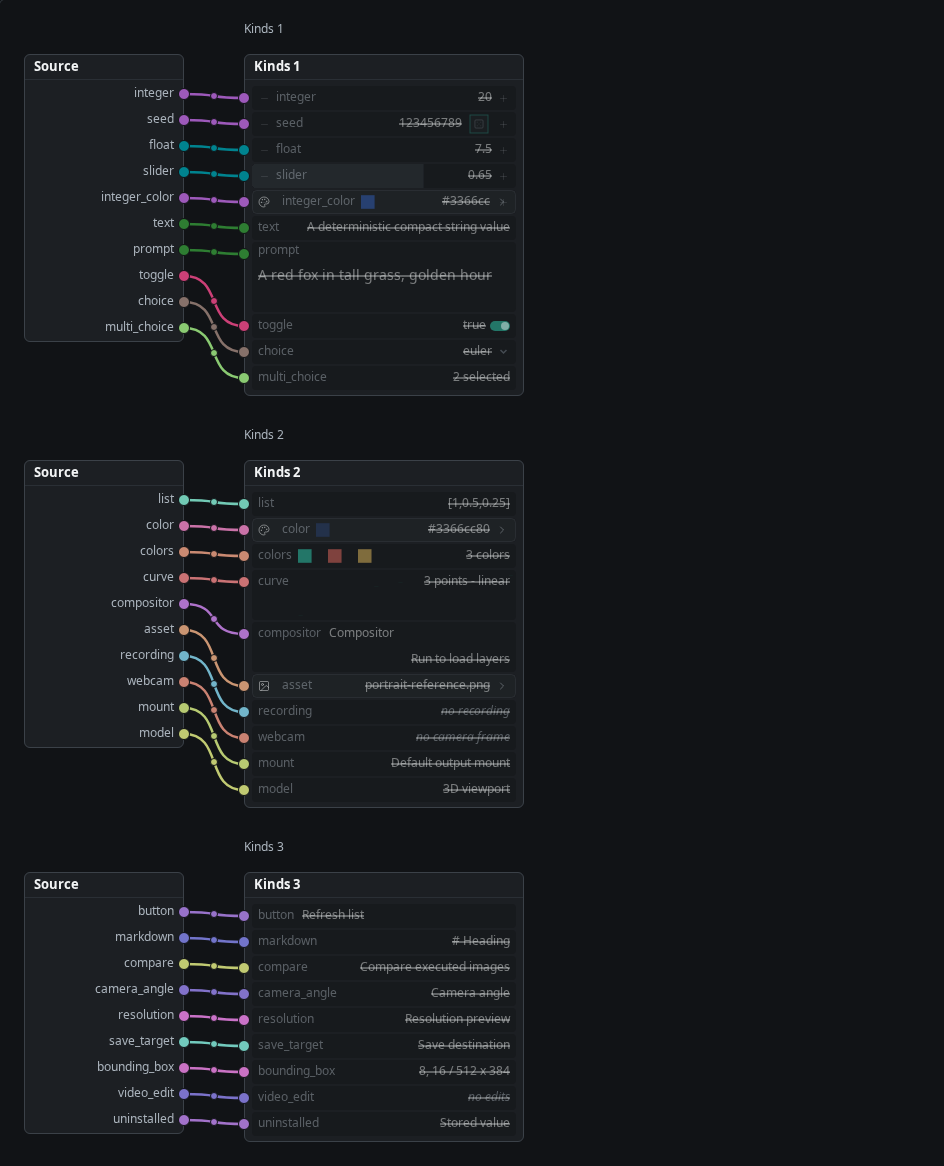 Kinds 1
Source
integer
seed
float
slider
integer_color
text
prompt
toggle
choice
multi_choice
Kinds 1
− integer 20 +
− seed 123456789 +
− float 7.5 +
− slider 0.65 +
integer_color #3366cc
text A deterministic compact string value
prompt
A red fox in tall grass, golden hour
toggle true
choice euler
multi_choice 2 selected
Kinds 2
Source
list
color
colors
curve
compositor
asset
recording
webcam
mount
model
Kinds 2
list [1,0.5,0.25]
color #3366cc80
colors 3 colors
curve 3 points - linear
compositor Compositor
Run to load layers
asset portrait-reference.png
recording no recording
webcam no camera frame
mount Default output mount
model 3D viewport
Kinds 3
Source
button
markdown
compare
camera_angle
resolution
save_target
bounding_box
video_edit
uninstalled
Kinds 3
button Refresh list
markdown # Heading
compare Compare executed images
camera_angle Camera angle
resolution Resolution preview
save_target Save destination
bounding_box 8, 16 / 512 x 384
video_edit no edits
uninstalled Stored value